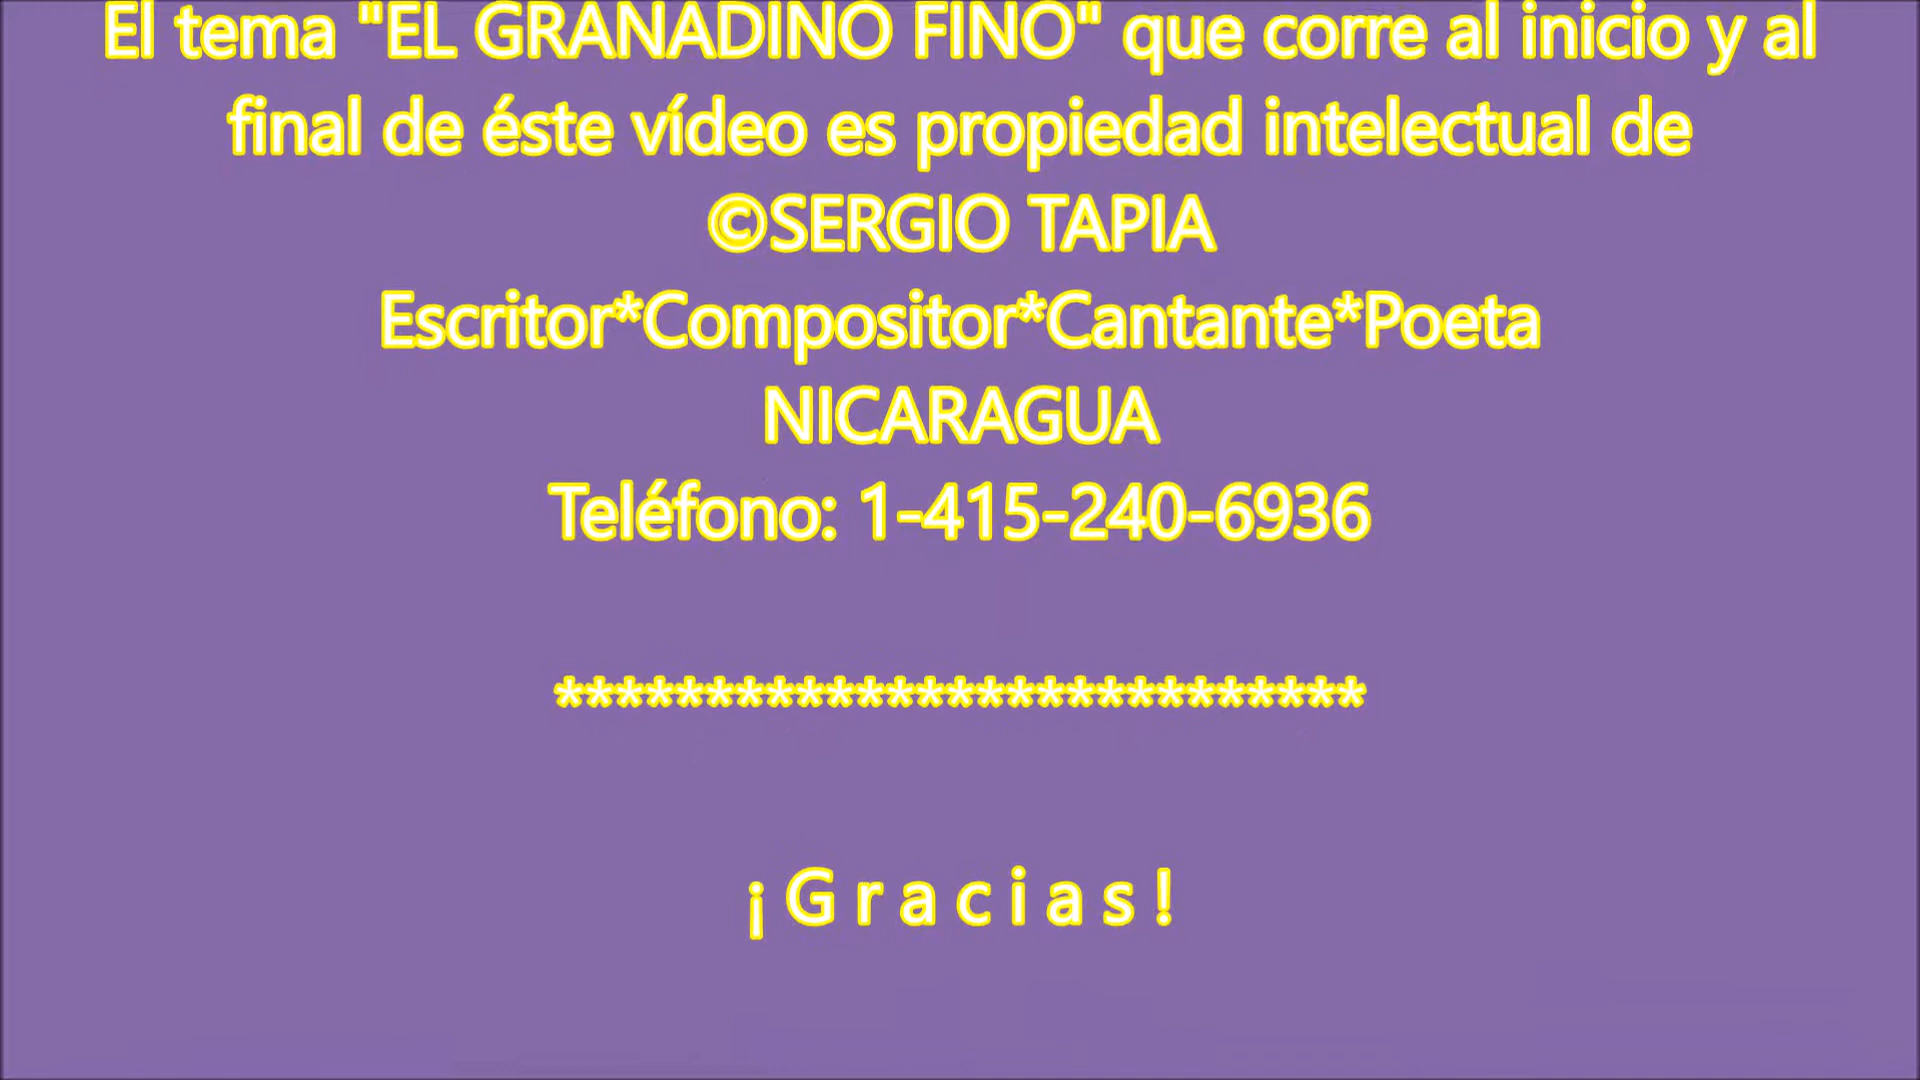 El tema "EL GRANADINO FINO" que corre al inicio y al
final de éste vídeo es propiedad intelectual de
©SERGIO TAPIA
Escritor*Compositor*Cantante*Poeta
NICARAGUA
Teléfono: 1-415-240-6936
***************************
¡ G r a c i a s !